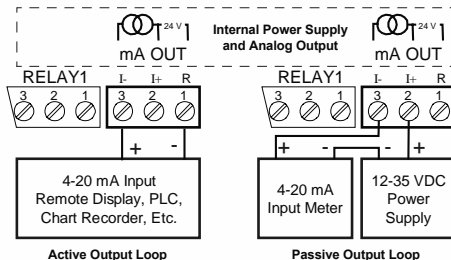 24 V
mA OUT
Internal Power Supply
and Analog Output
24 V
mA OUT
RELAY1
I- I+ R
3 2 1 3 2 1
RELAY1
I- I+ R
3 2 1 3 2 1
+ -
4-20 mA Input
Remote Display, PLC,
Chart Recorder, Etc.
Active Output Loop
+ - - +
4-20 mA
Input Meter
12-35 VDC
Power
Supply
Passive Output Loop